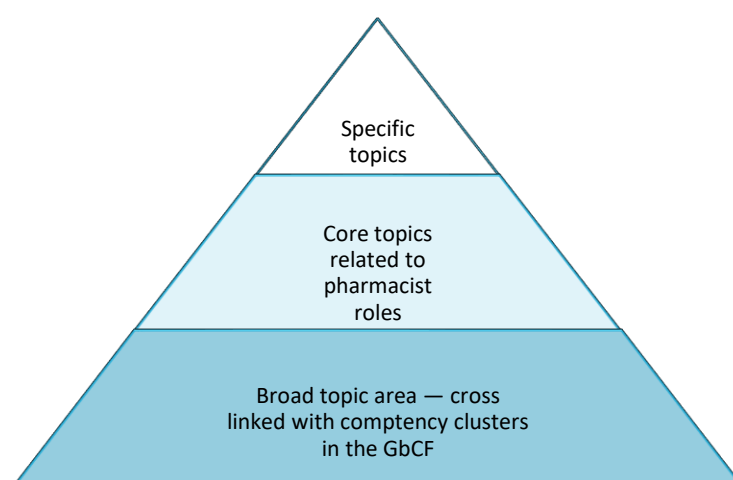 Specific
topics
Core topics
related to
pharmacist
roles
Broad topic area — cross
linked with comptency clusters
in the GbCF